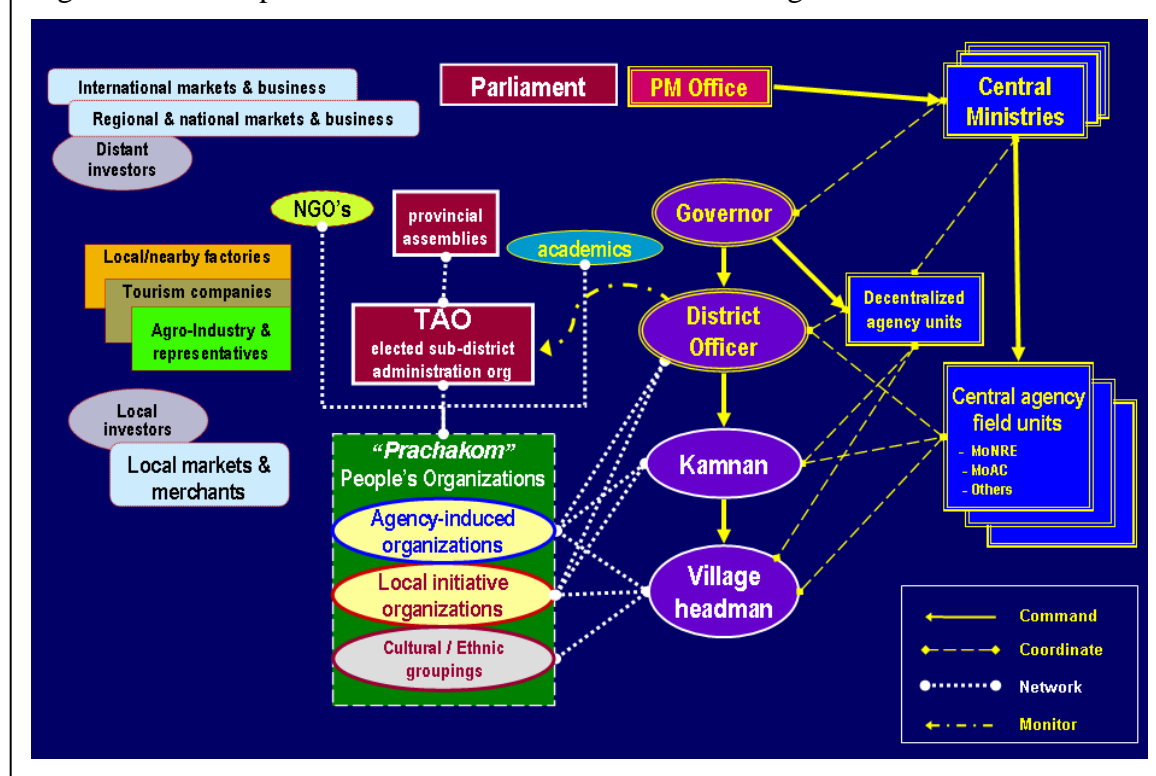 International markets & business
Regional & national markets & business
Distant
investors
Parliament
PM Office
Central
Ministries
NGO's
provincial
assemblies
academics
Governor
Local/nearby factories
Tourism companies
Agro-Industry &
representatives
TAO
elected sub-district
administration org
District
Officer
Decentralized
agency units
Local
investors
Local markets &
merchants
"Prachakom"
People's Organizations
Agency-induced
organizations
Local initiative
organizations
Cultural / Ethnic
groupings
Kamnan
Village
headman
Central agency
field units
- MoNRE
- MoAC
- Others
Command
Coordinate
Network
Monitor